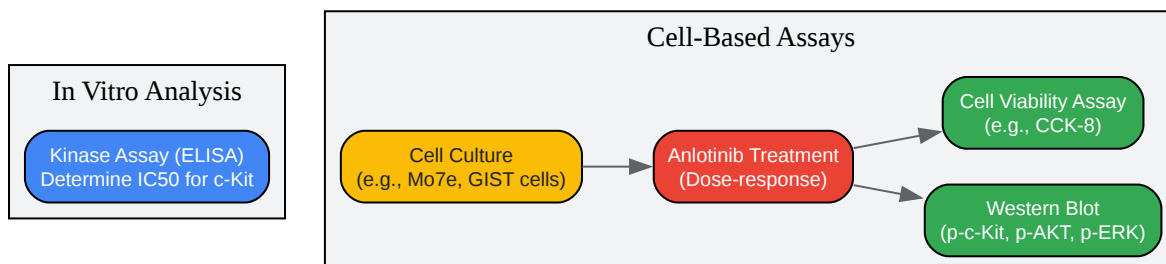 In Vitro Analysis
Kinase Assay (ELISA)
Determine IC50 for c-Kit
Cell-Based Assays
Cell Culture
(e.g., Mo7e, GIST cells)
Anlotinib Treatment
(Dose-response)
Cell Viability Assay
(e.g., CCK-8)
Western Blot
(p-c-Kit, p-AKT, p-ERK)